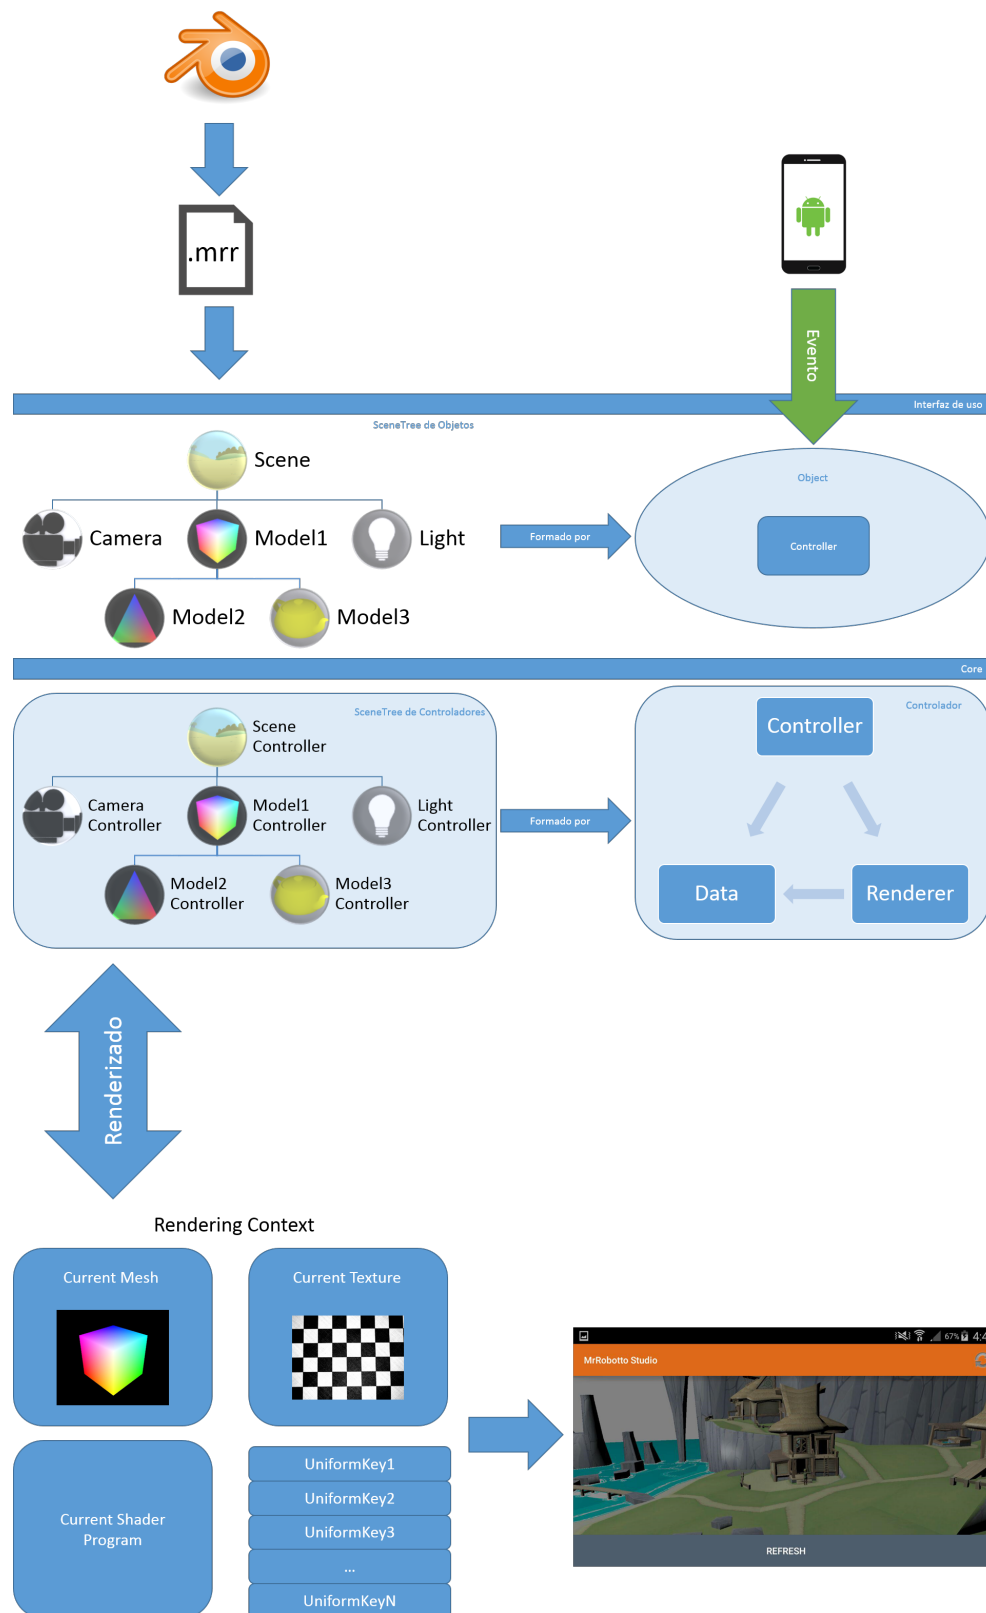 .mrr
Evento
Interfaz de uso
SceneTree de Objetos
Scene
Camera
Model1
Light
Model2
Model3
Formado por
Object
Controller
Core
SceneTree de Controladores
Scene
Controller
Camera
Controller
Model1
Controller
Light
Controller
Model2
Controller
Model3
Controller
Formado por
Controlador
Controller
Data
Renderer
Renderizado
Rendering Context
Current Mesh
Current Texture
Current Shader
Program
UniformKey1
UniformKey2
UniformKey3
...
UniformKeyN
67%
MrRobotto Studio
REFRESH